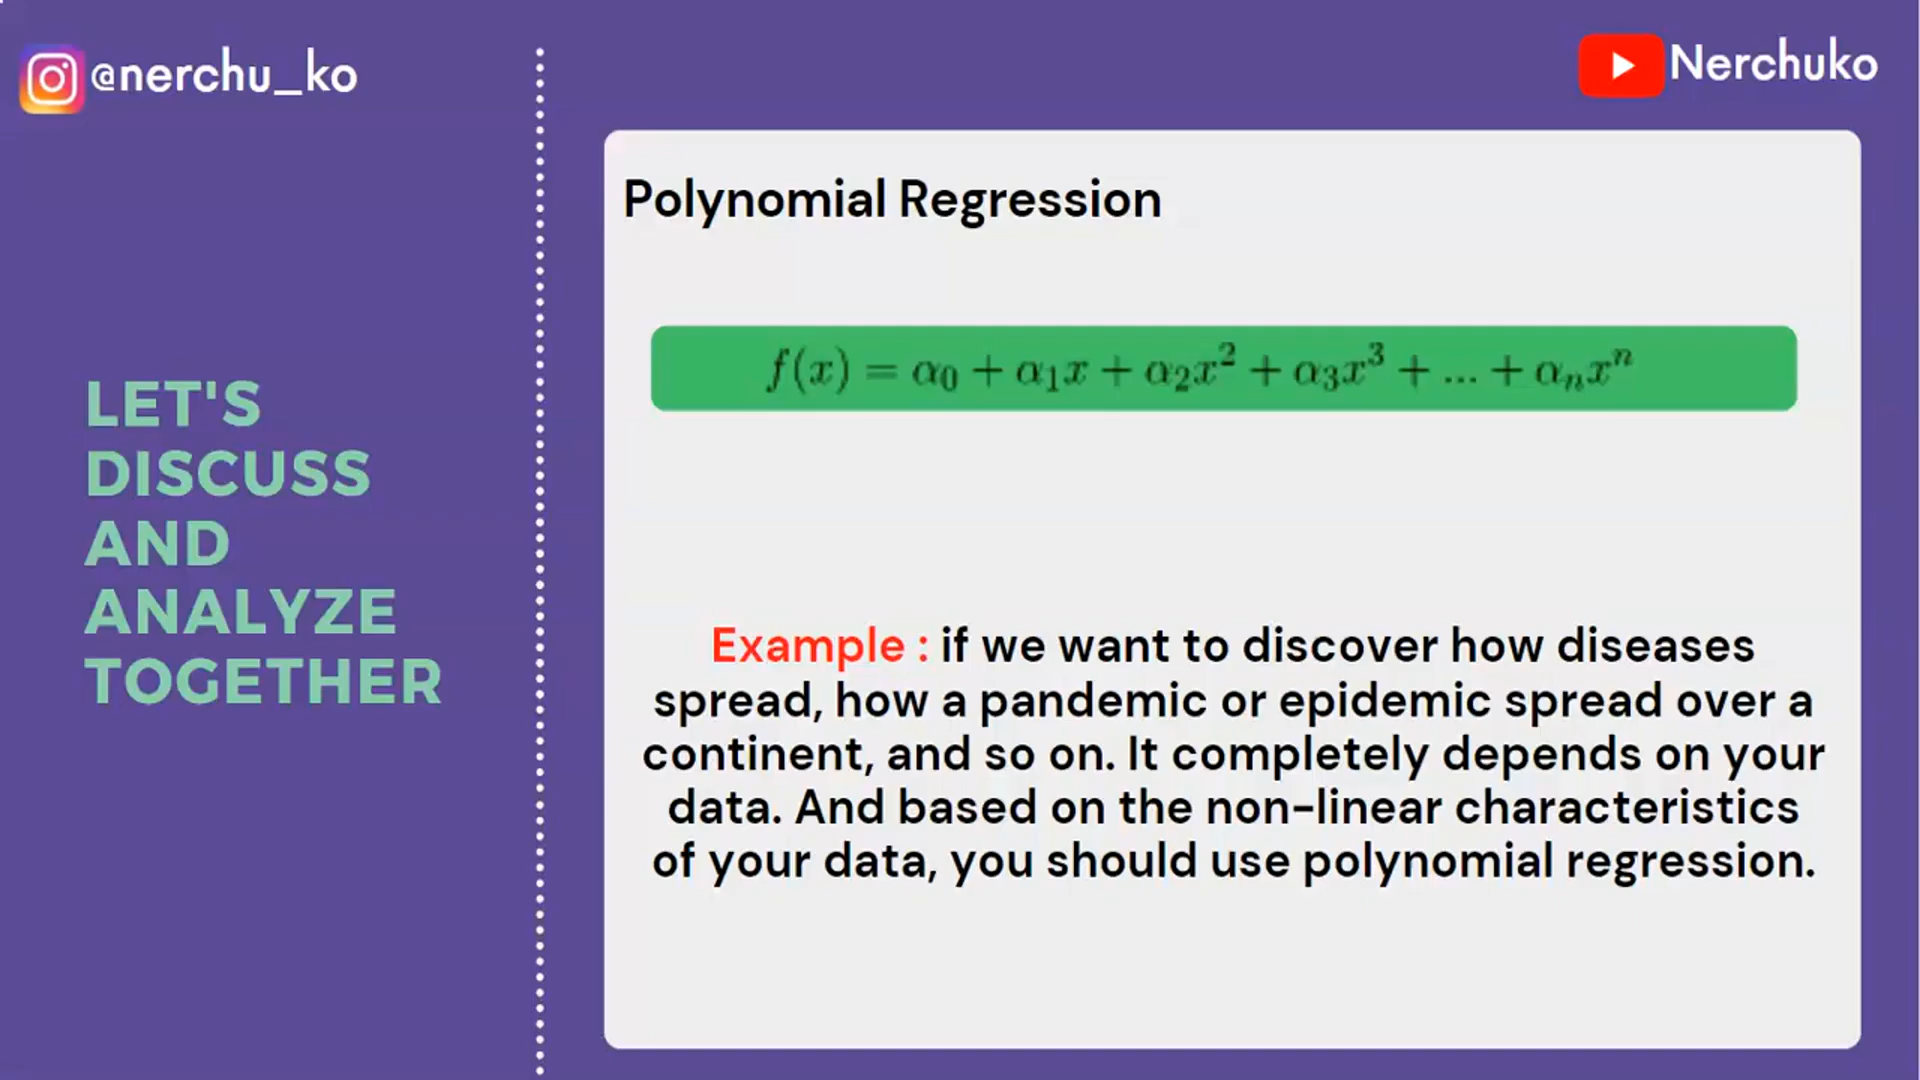 @nerchu_ko
Nerchuko
LET'S
DISCUSS
AND
ANALYZE
TOGETHER
Polynomial Regression
f(x) = α₀ + α₁x + α₂x² + α₃x³ + ... + αₙxⁿ
Example : if we want to discover how diseases
spread, how a pandemic or epidemic spread over a
continent, and so on. It completely depends on your
data. And based on the non-linear characteristics
of your data, you should use polynomial regression.